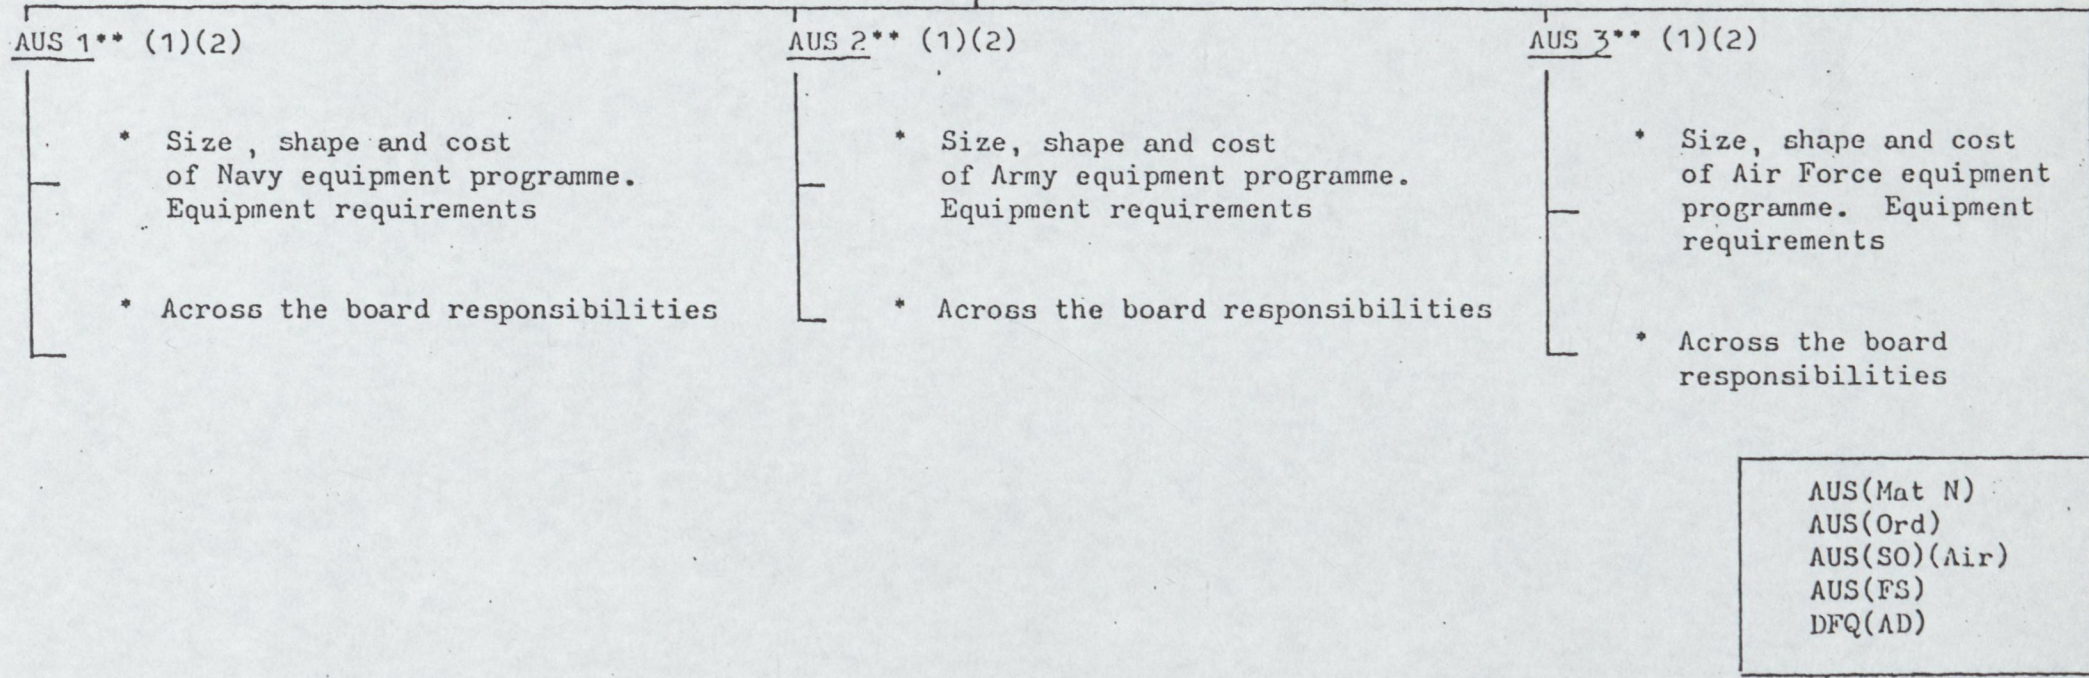 AUS 1** (1)(2)
* Size , shape and cost
of Navy equipment programme.
Equipment requirements
* Across the board responsibilities
AUS 2** (1)(2)
* Size, shape and cost
of Army equipment programme.
Equipment requirements
* Across the board responsibilities
AUS 3** (1)(2)
* Size, shape and cost
of Air Force equipment
programme. Equipment
requirements
* Across the board
responsibilities
AUS(Mat N)
AUS(Ord)
AUS(SO)(Air)
AUS(FS)
DFQ(AD)